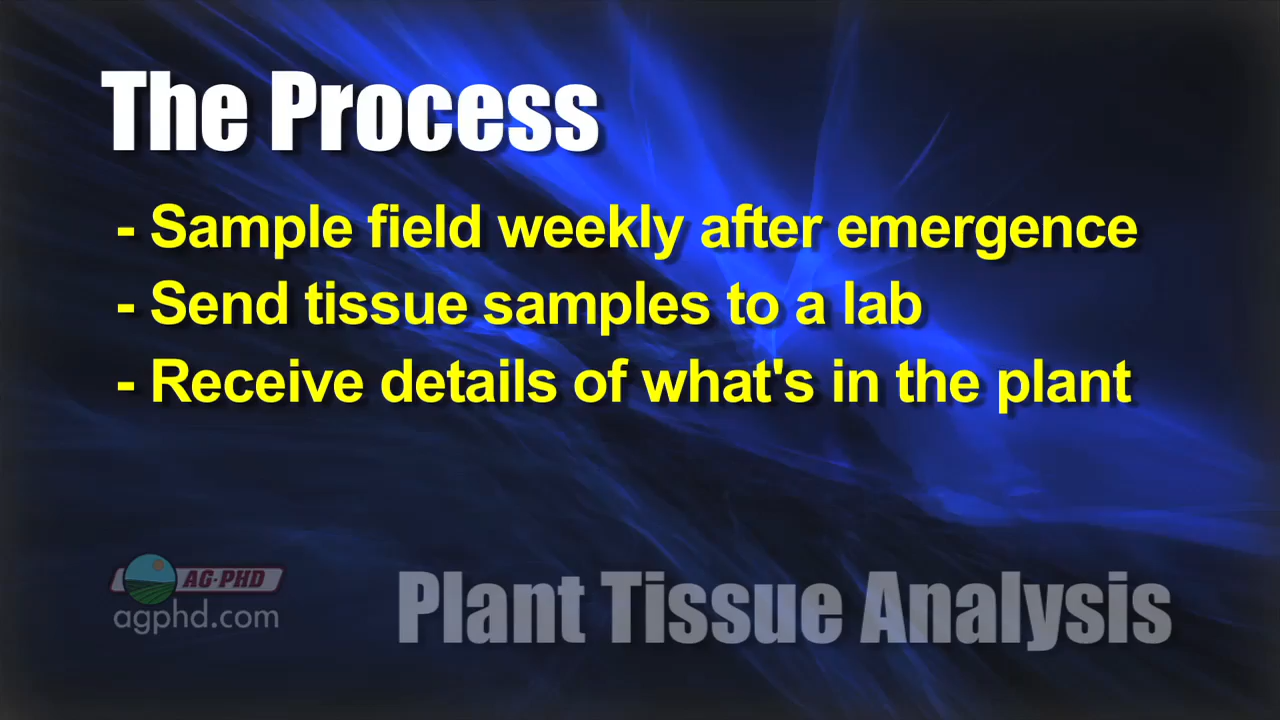 The Process
- Sample field weekly after emergence
- Send tissue samples to a lab
- Receive details of what's in the plant
AG-PHD
agphd.com
Plant Tissue Analysis